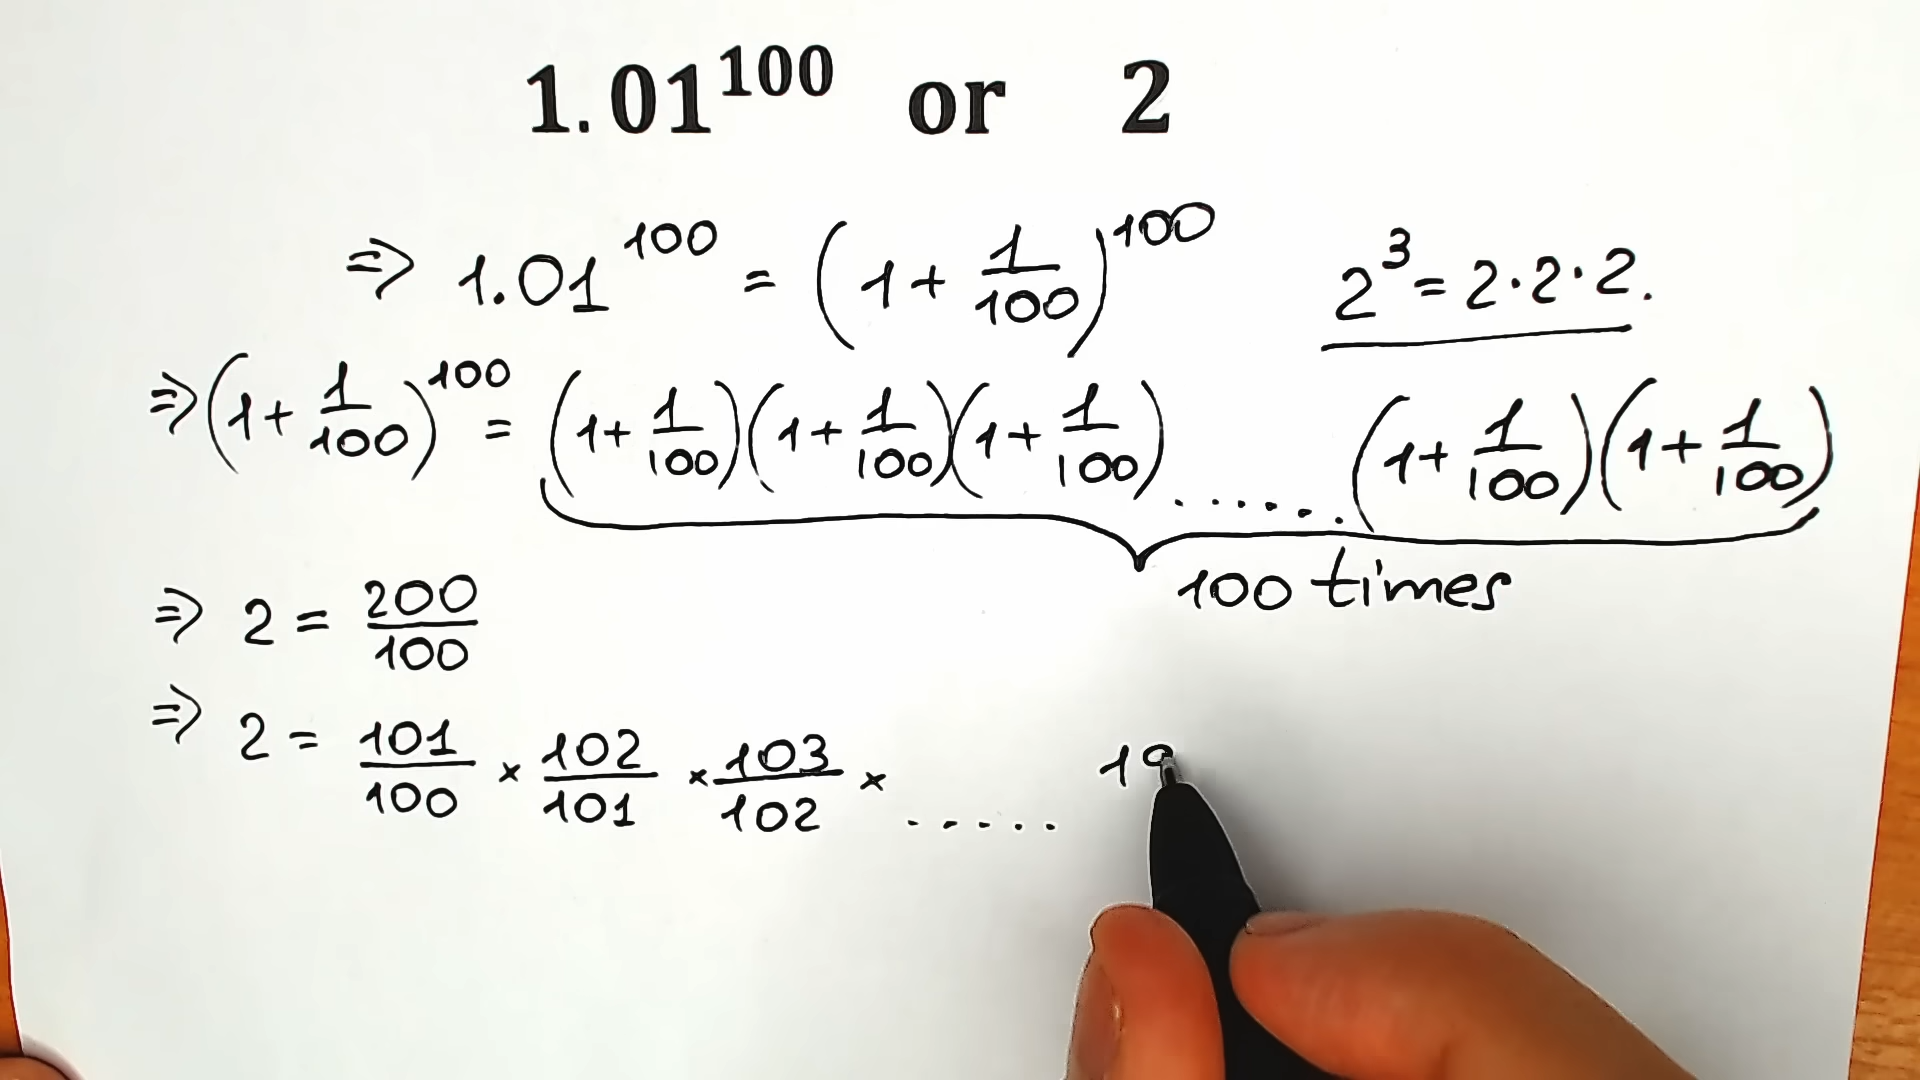 1.01^100 or 2
⇒ 1.01^100 = (1 + 1/100)^100
2^3 = 2·2·2.
⇒ (1 + 1/100)^100 = (1 + 1/100)(1 + 1/100)(1 + 1/100)......(1 + 1/100)(1 + 1/100)
100 times
⇒ 2 = 200/100
⇒ 2 = 101/100 × 102/101 × 103/102 × ..... 19